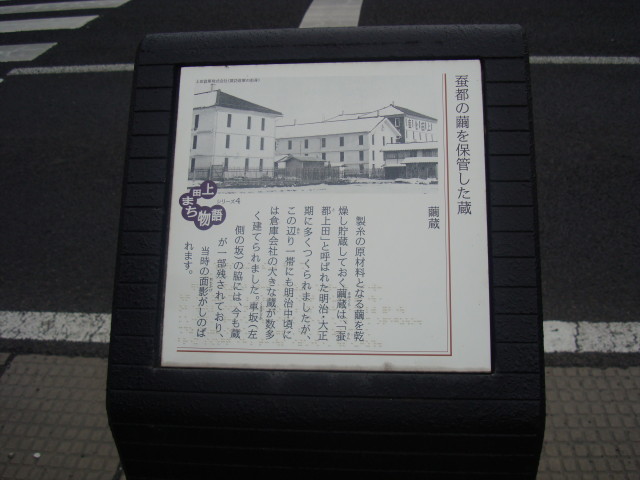 蚕都の繭を保管した蔵
繭蔵
製糸の原材料となる繭を乾
燥し貯蔵しておく繭蔵は、「蚕
都上田」と呼ばれた明治・大正
期に多くつくられましたが、
この辺り一帯にも明治中頃に
は倉庫会社の大きな蔵が数多
く建てられました。車坂(左
側の坂)の脇には、今も蔵
が一部残されており、
当時の面影がしのば
れます。
上田
まち
物語
シリーズ4